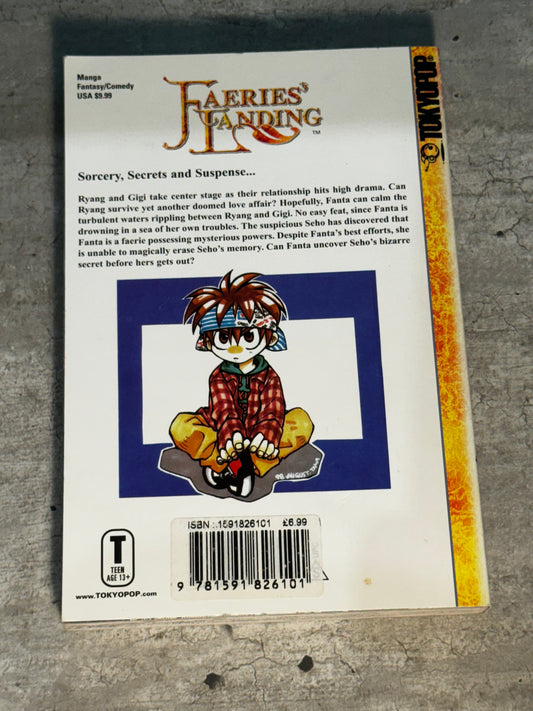 Manga
Fantasy/Comedy
USA $9.99
FAERIES' LANDING™
TOKYOPOP
Sorcery, Secrets and Suspense...
Ryang and Gigi take center stage as their relationship hits high drama. Can
Ryang survive yet another doomed love affair? Hopefully, Fanta can calm the
turbulent waters rippling between Ryang and Gigi. No easy feat, since Fanta is
drowning in a sea of her own troubles. The suspicious Seho has discovered that
Fanta is a faerie possessing mysterious powers. Despite Fanta's best efforts, she
is unable to magically erase Seho's memory. Can Fanta uncover Seho's bizarre
secret before hers gets out?
98 AUGUST.
ISBN : 1591826101 £6.99
9 781591 826101
T
TEEN
AGE 13+
www.TOKYOPOP.com